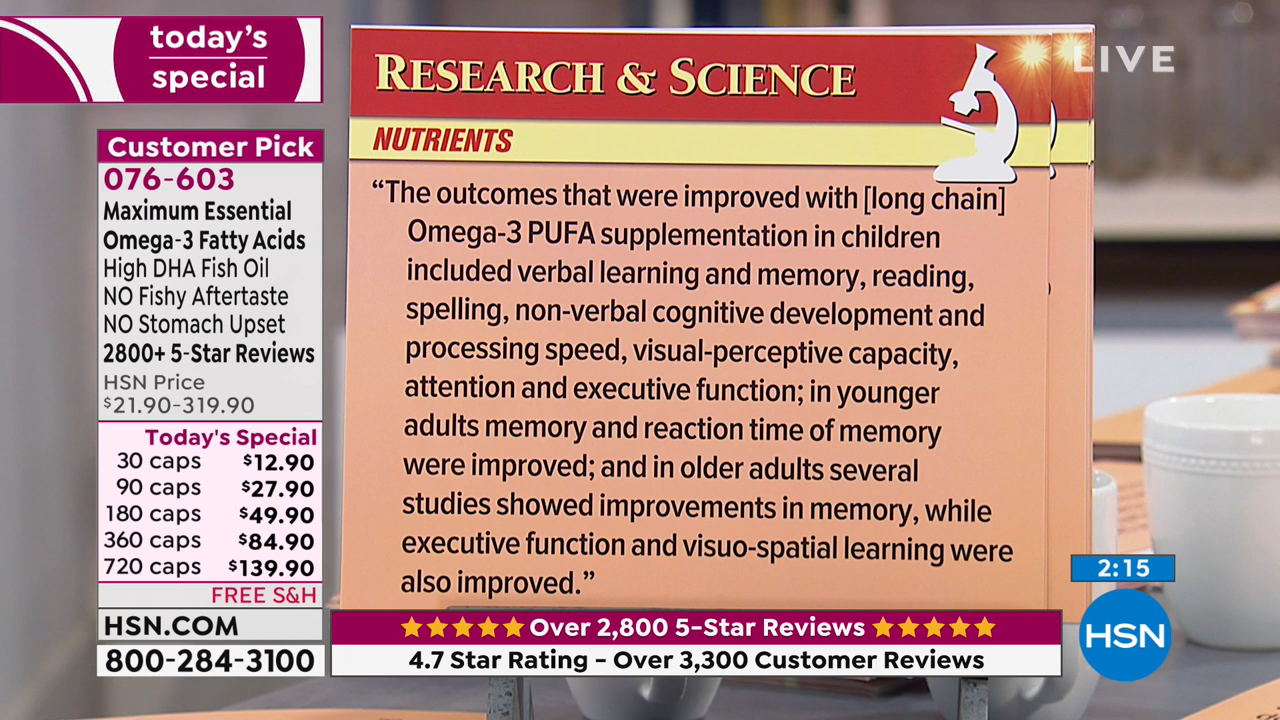 today's
special
Customer Pick
076-603
Maximum Essential
Omega-3 Fatty Acids
High DHA Fish Oil
NO Fishy Aftertaste
NO Stomach Upset
2800+ 5-Star Reviews
HSN Price
$21.90-319.90
Today's Special
30 caps $12.90
90 caps $27.90
180 caps $49.90
360 caps $84.90
720 caps $139.90
FREE S&H
HSN.COM
800-284-3100
LIVE
RESEARCH & SCIENCE
NUTRIENTS
“The outcomes that were improved with [long chain]
Omega-3 PUFA supplementation in children
included verbal learning and memory, reading,
spelling, non-verbal cognitive development and
processing speed, visual-perceptive capacity,
attention and executive function; in younger
adults memory and reaction time of memory
were improved; and in older adults several
studies showed improvements in memory, while
executive function and visuo-spatial learning were
also improved.”
2:15
HSN
Over 2,800 5-Star Reviews
4.7 Star Rating – Over 3,300 Customer Reviews